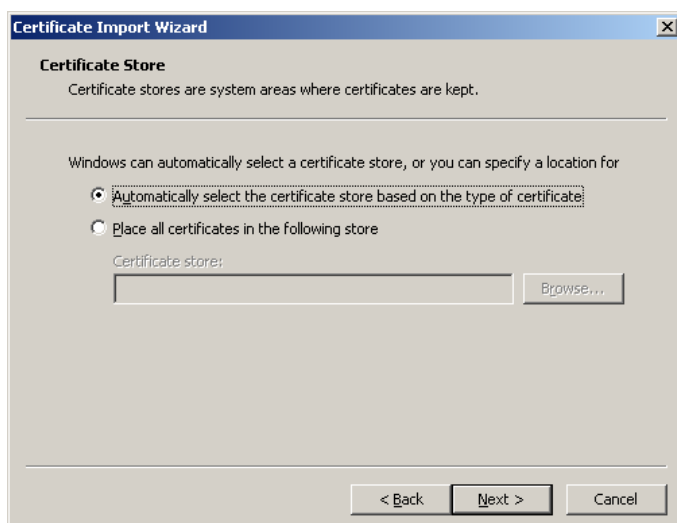 Certificate Import Wizard
Certificate Store
Certificate stores are system areas where certificates are kept.
Windows can automatically select a certificate store, or you can specify a location for
Automatically select the certificate store based on the type of certificate
Place all certificates in the following store
Certificate store:
Browse...
< Back Next > Cancel